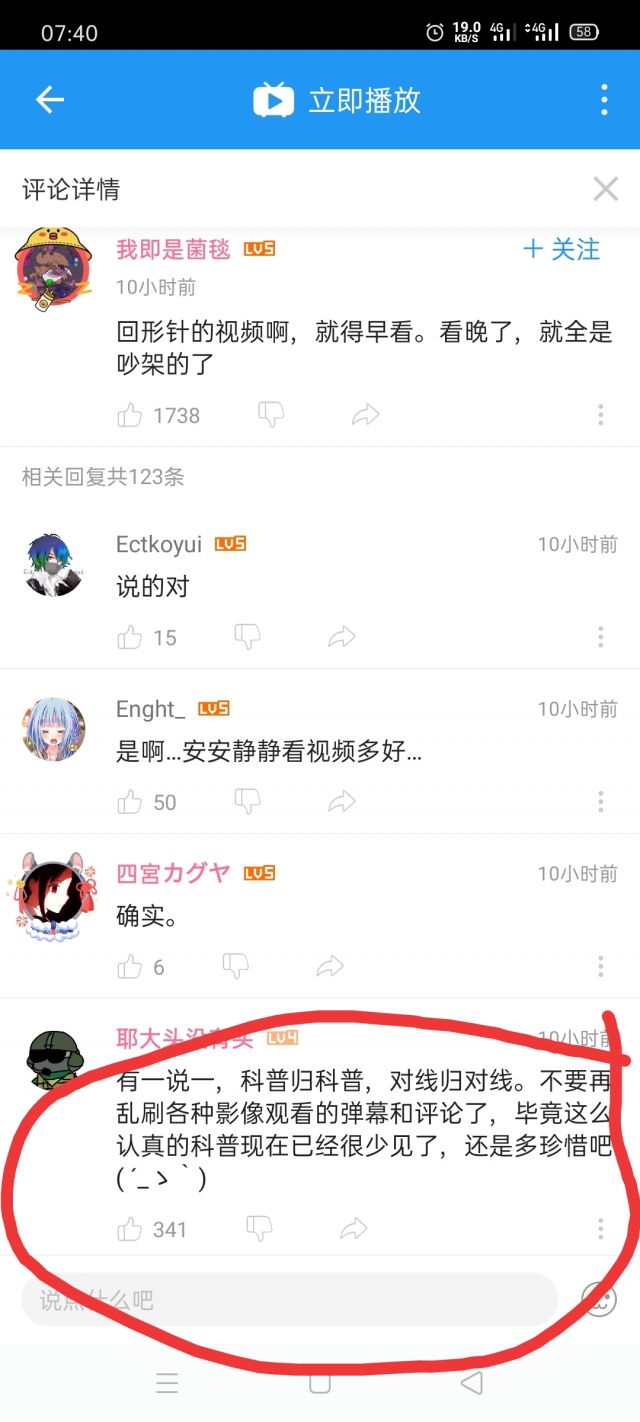 07:40
19.0 KB/S 4G 4G 58
立即播放
评论详情
我即是菌毯 LV5
+ 关注
10小时前
回形针的视频啊，就得早看。看晚了，就全是
吵架的了
1738
相关回复共123条
Ectkoyui LV5
10小时前
说的对
15
Enght_ LV5
10小时前
是啊…安安静静看视频多好…
50
四宮カグヤ LV5
10小时前
确实。
6
耶大头没有头 LV4
10小时前
有一说一，科普归科普，对线归对线。不要再
乱刷各种影像观看的弹幕和评论了，毕竟这么
认真的科普现在已经很少见了，还是多珍惜吧
(´_ゝ｀)
341
说点什么吧